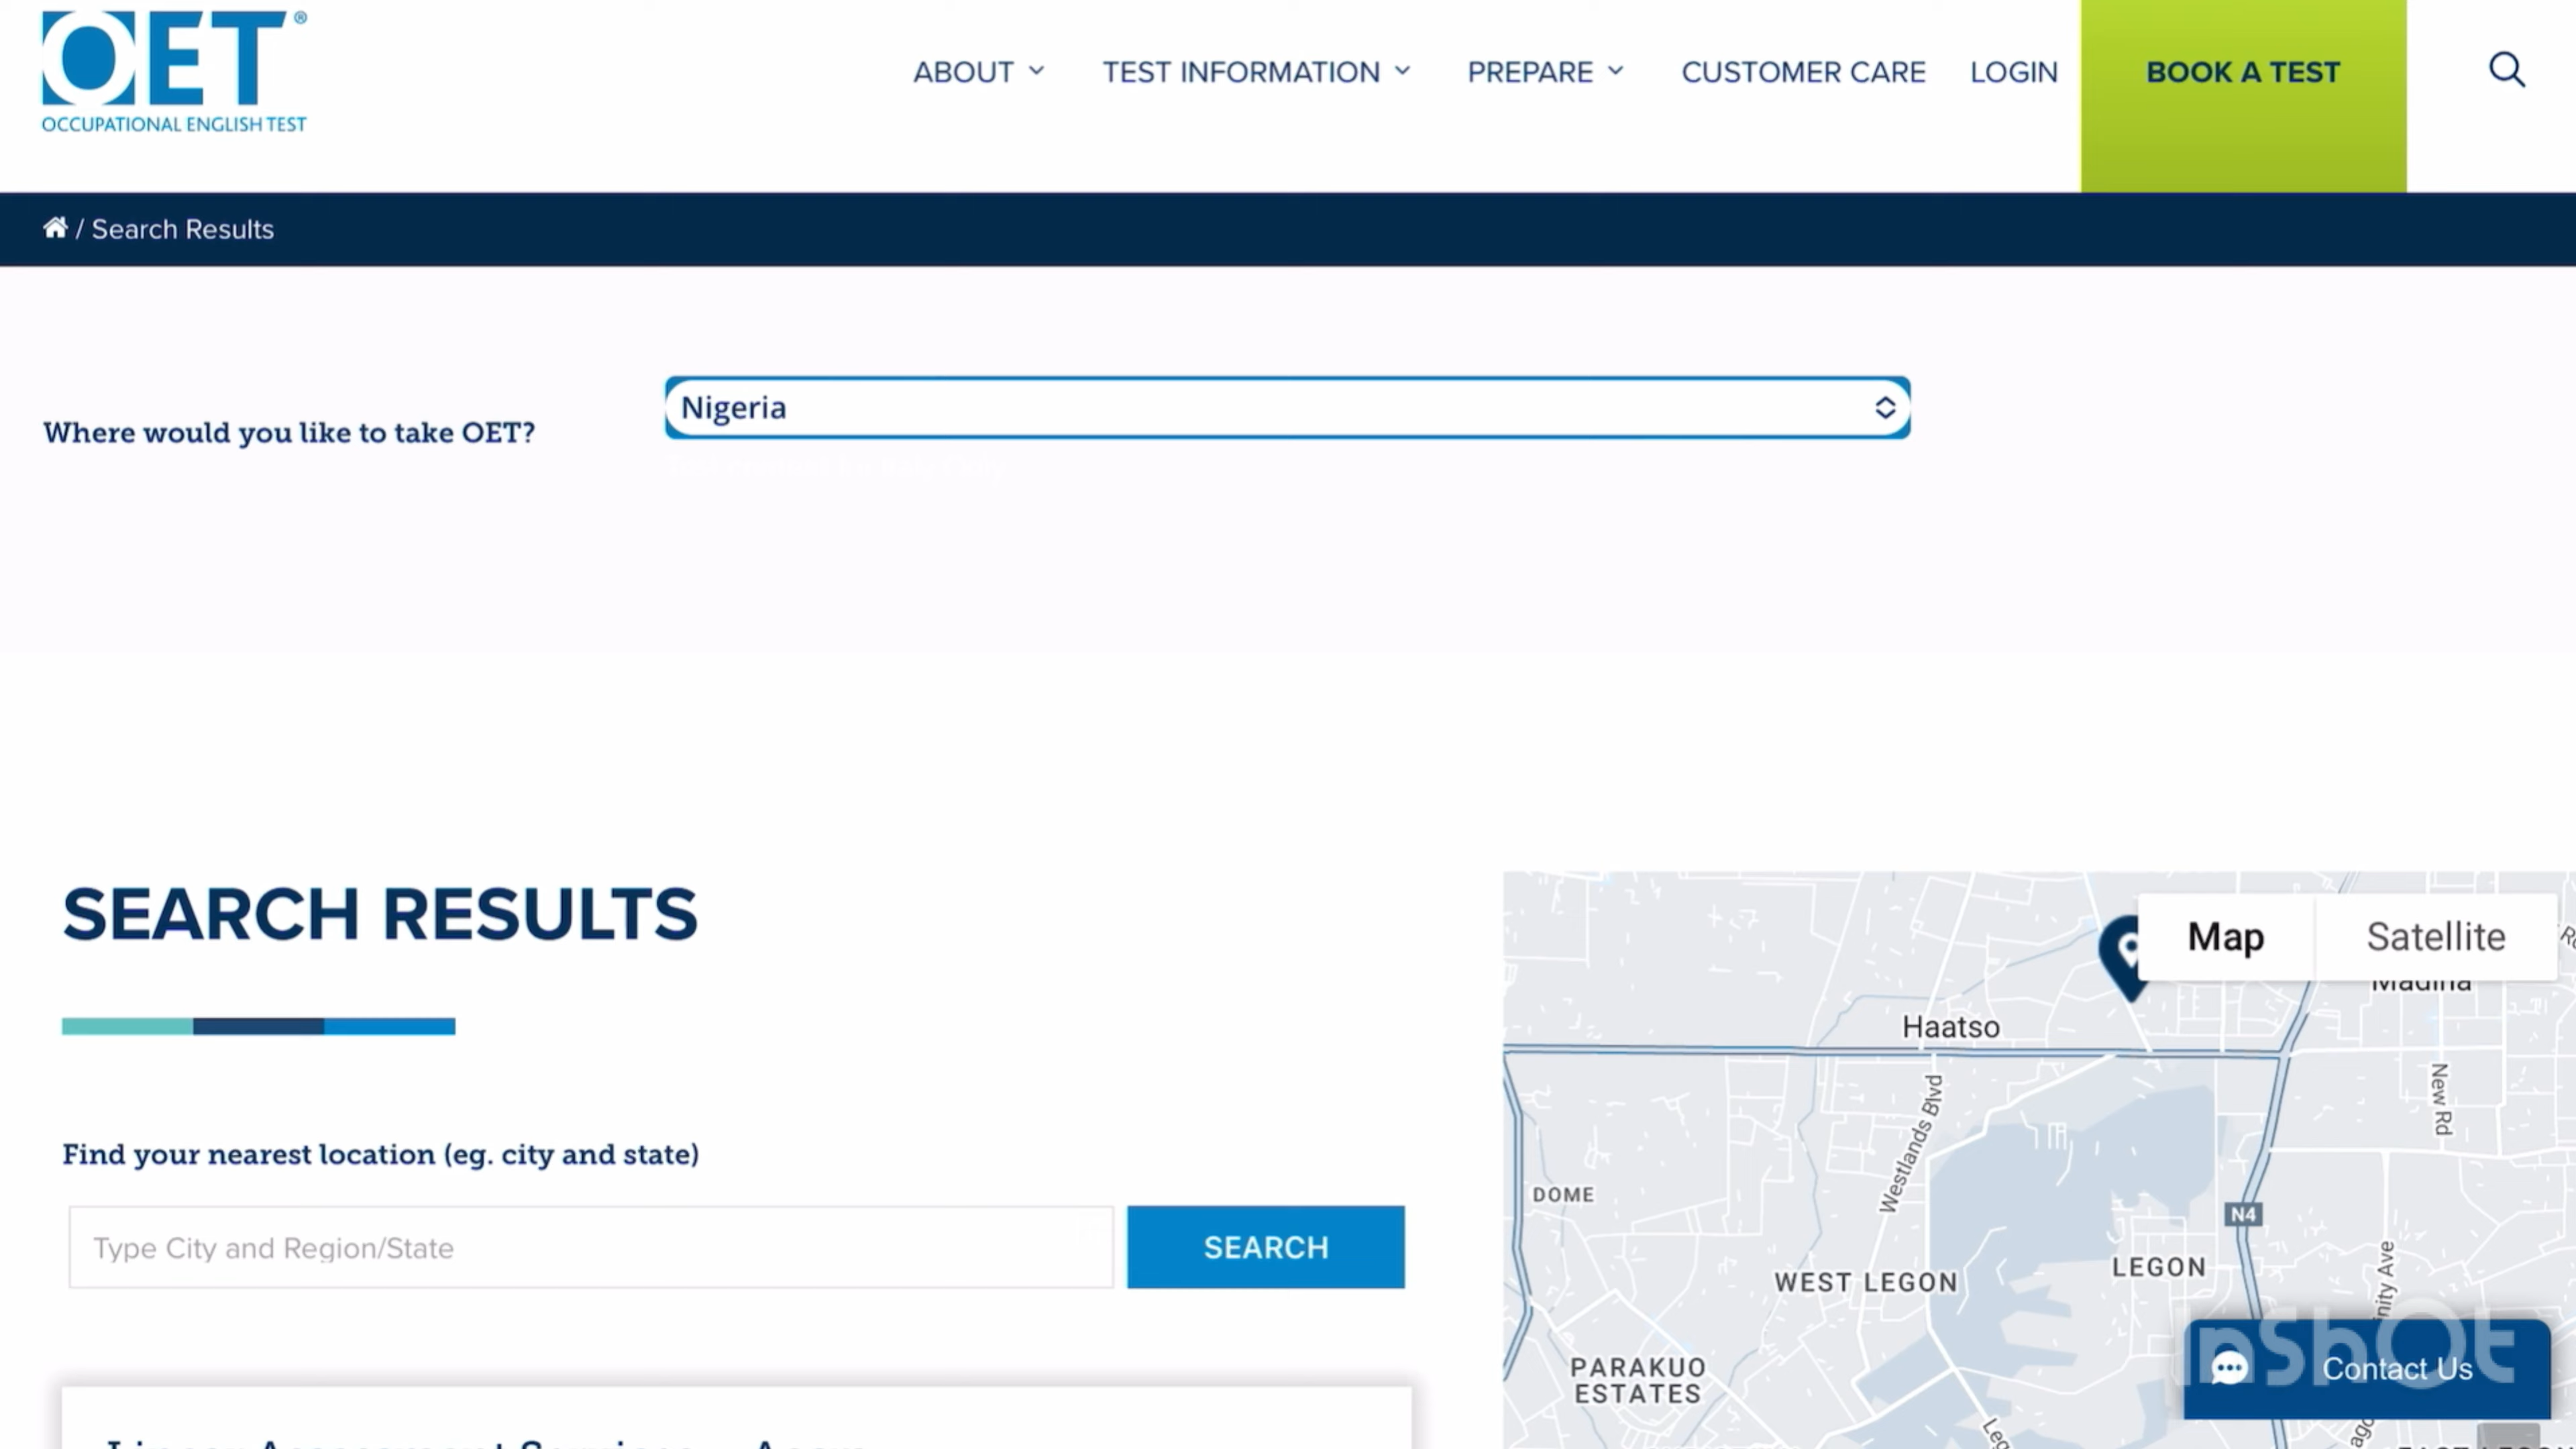 OET®
OCCUPATIONAL ENGLISH TEST
ABOUT
TEST INFORMATION
PREPARE
CUSTOMER CARE
LOGIN
BOOK A TEST
/ Search Results
Where would you like to take OET?
Nigeria
SEARCH RESULTS
Find your nearest location (eg. city and state)
Type City and Region/State
SEARCH
Map
Satellite
Madina
Haatso
New Rd
Westlands Blvd
DOME
N4
LEGON
WEST LEGON
PARAKUO
ESTATES
InShOt
Contact Us